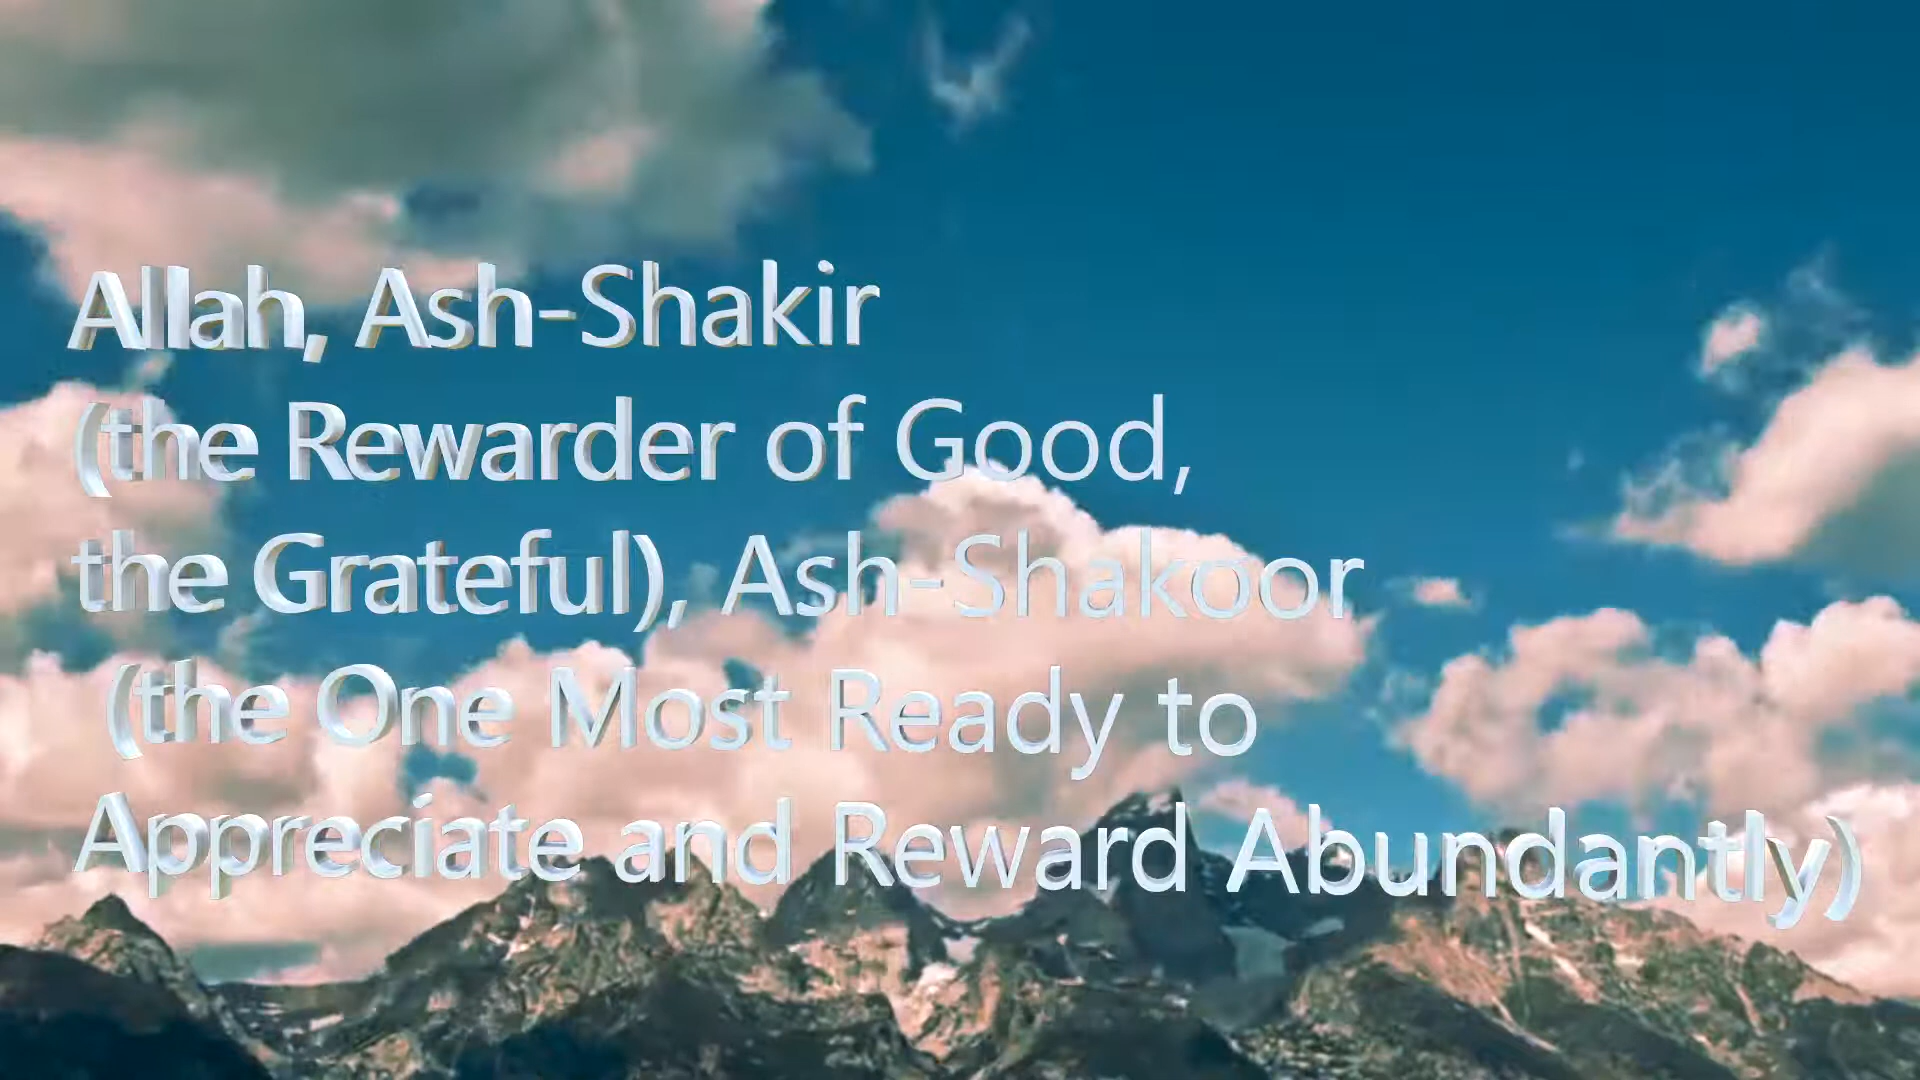 Allah, Ash-Shakir
(the Rewarder of Good,
the Grateful), Ash-Shakoor
(the One Most Ready to
Appreciate and Reward Abundantly)